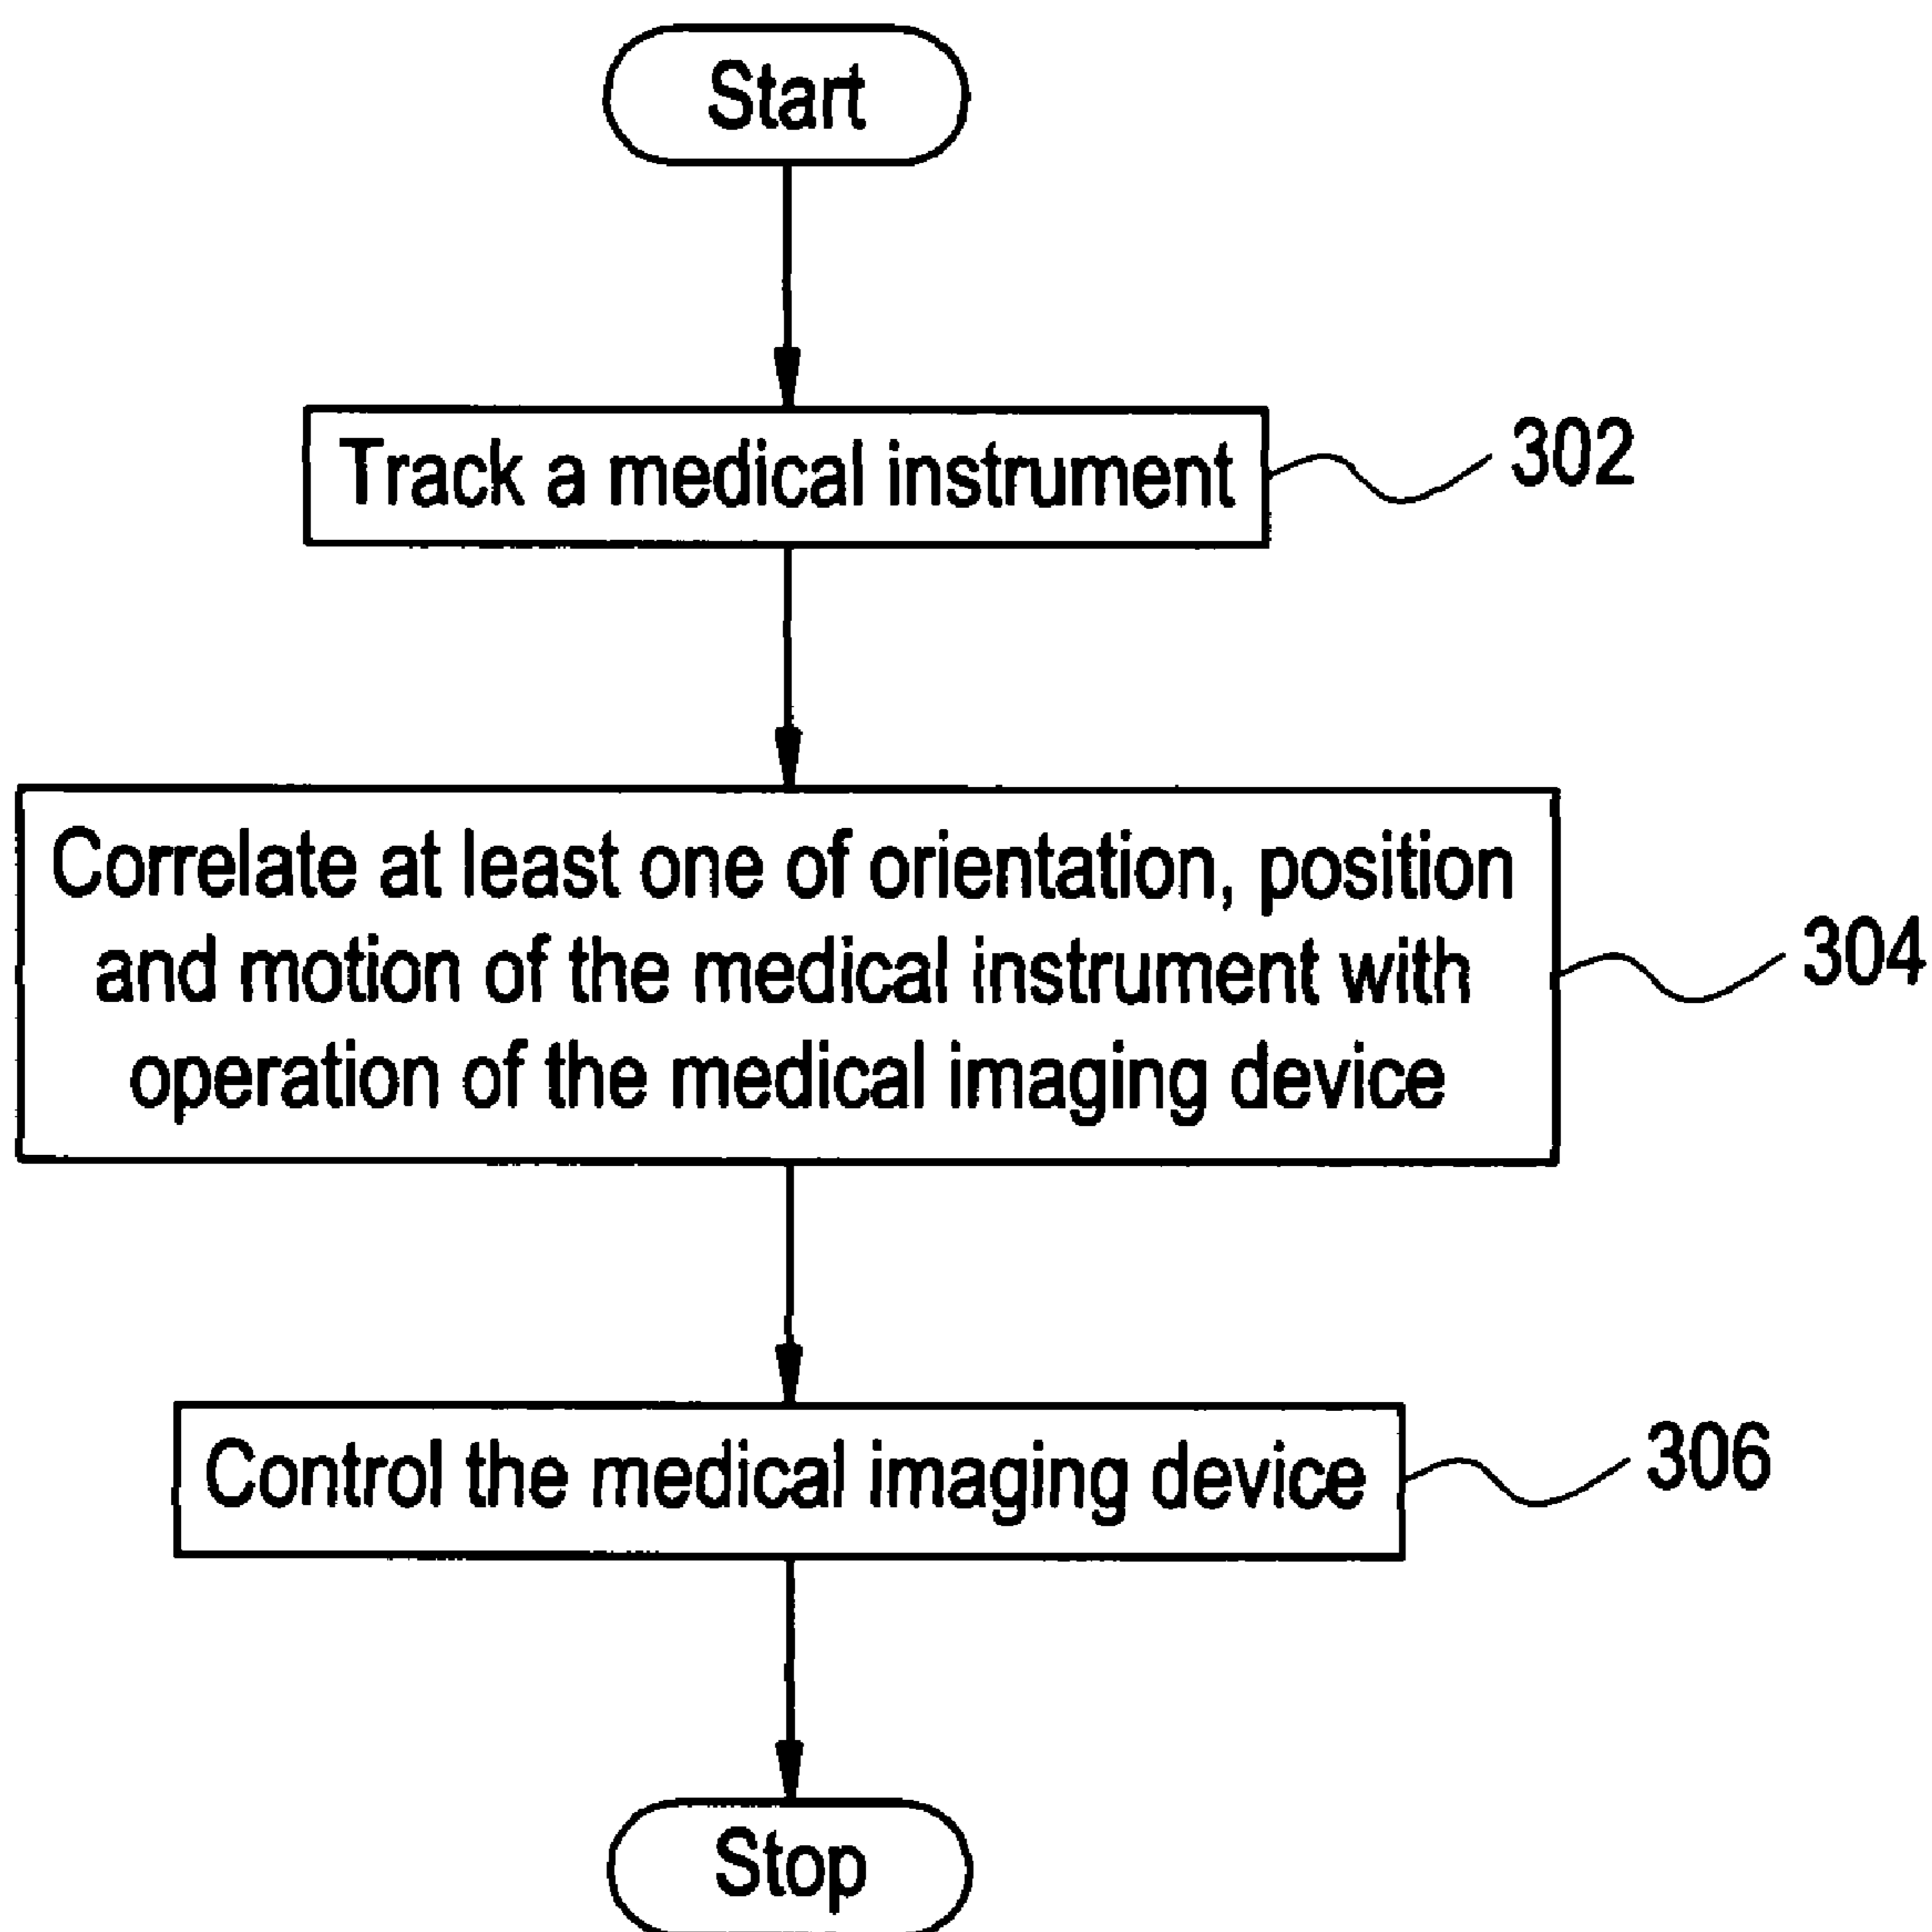 Start
Track a medical instrument
302
Correlate at least one of orientation, position
and motion of the medical instrument with
operation of the medical imaging device
304
Control the medical imaging device
306
Stop